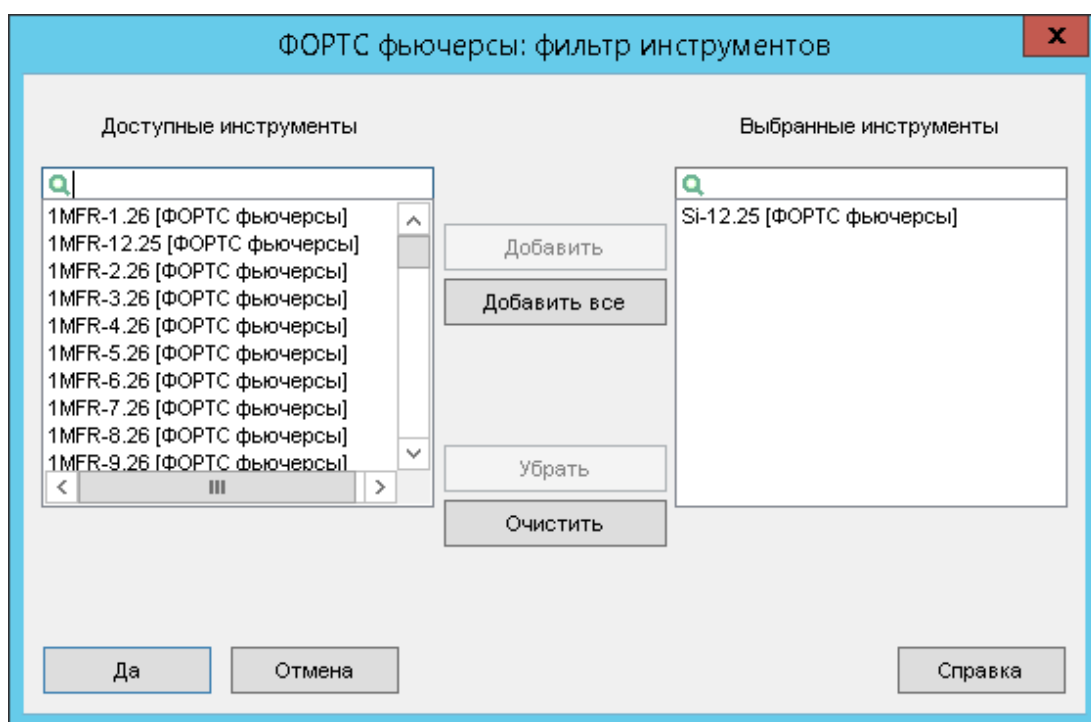 ФОРТС фьючерсы: фильтр инструментов
x
Доступные инструменты
Выбранные инструменты
1MFR-1.26 [ФОРТС фьючерсы]
1MFR-12.25 [ФОРТС фьючерсы]
1MFR-2.26 [ФОРТС фьючерсы]
1MFR-3.26 [ФОРТС фьючерсы]
1MFR-4.26 [ФОРТС фьючерсы]
1MFR-5.26 [ФОРТС фьючерсы]
1MFR-6.26 [ФОРТС фьючерсы]
1MFR-7.26 [ФОРТС фьючерсы]
1MFR-8.26 [ФОРТС фьючерсы]
1MFR-9.26 [ФОРТС фьючерсы]
Добавить
Добавить все
Убрать
Очистить
Si-12.25 [ФОРТС фьючерсы]
Да
Отмена
Справка